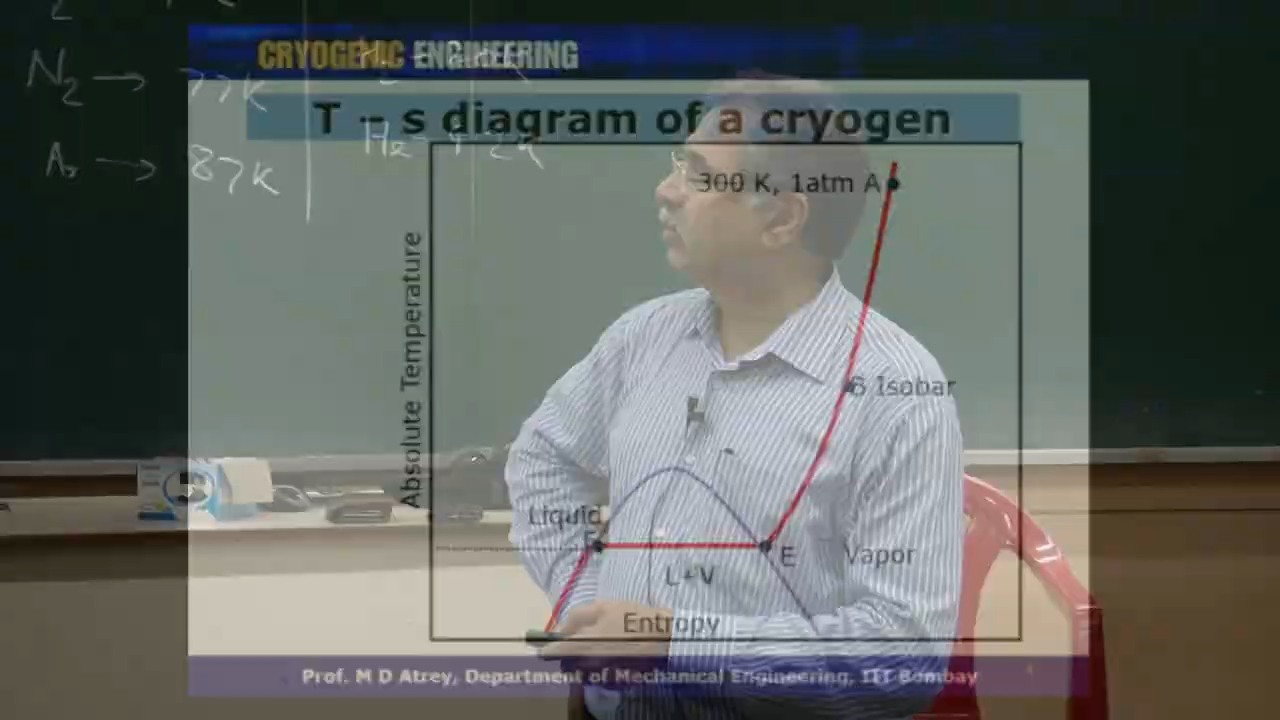 N2 → 77K
Ar → 87K
CRYOGENIC ENGINEERING
T - s diagram of a cryogen
300 K, 1atm A
Absolute Temperature
B Isobar
Liquid
F
E
Vapor
L+V
Entropy
Prof. M D Atrey, Department of Mechanical Engineering, IIT Bombay